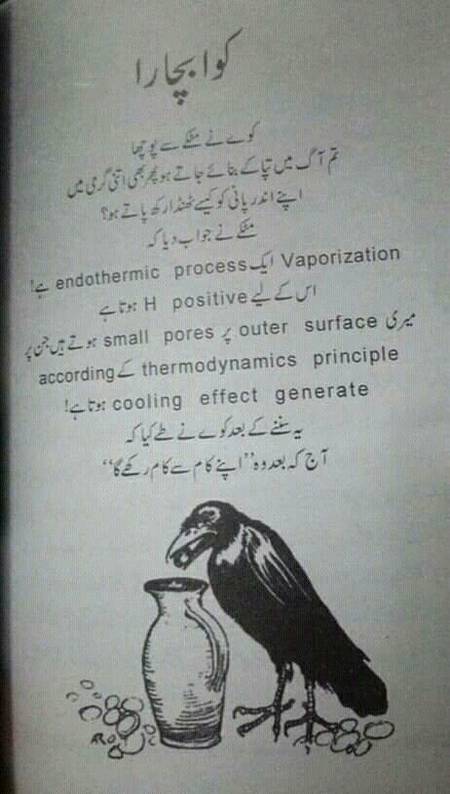 کوا بچارا
کوے نے مٹکے سے پوچھا
تم آگ میں تپا کے بنائے جاتے ہو پھر بھی اتنی گرمی میں
اپنے اندر پانی کو کیسے ٹھنڈا رکھ پاتے ہو؟
مٹکے نے جواب دیا کہ
Vaporization ایک endothermic process ہے!
اس کے لیے H positive ہوتا ہے
میری outer surface پر small pores ہوتے ہیں جن پر
thermodynamics principle کے according
cooling effect generate ہوتا ہے!
یہ سننے کے بعد کوے نے طے کیا کہ
آج کہ بعد وہ "اپنے کام سے کام رکھے گا"